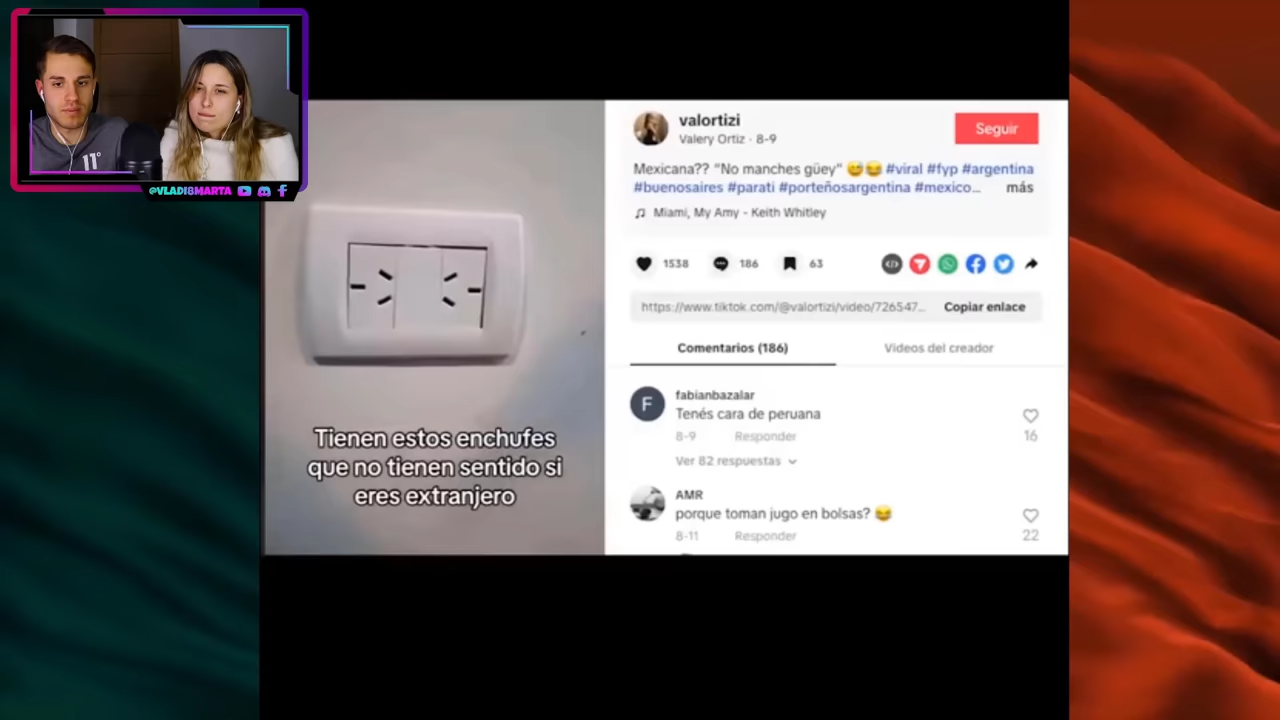 11°
@VLADI8MARTA
Tienen estos enchufes
que no tienen sentido si
eres extranjero
valortizi
Valery Ortiz · 8-9
Seguir
Mexicana?? “No manches güey” 😅😂 #viral #fyp #argentina
#buenosaires #parati #porteñosargentina #mexico... más
Miami, My Amy - Keith Whitley
1538 186 63
https://www.tiktok.com/@valortizi/video/726547... Copiar enlace
Comentarios (186) Videos del creador
F
fabianbazalar
Tenés cara de peruana
8-9 Responder 16
Ver 82 respuestas
AMR
porque toman jugo en bolsas? 😂
8-11 Responder 22